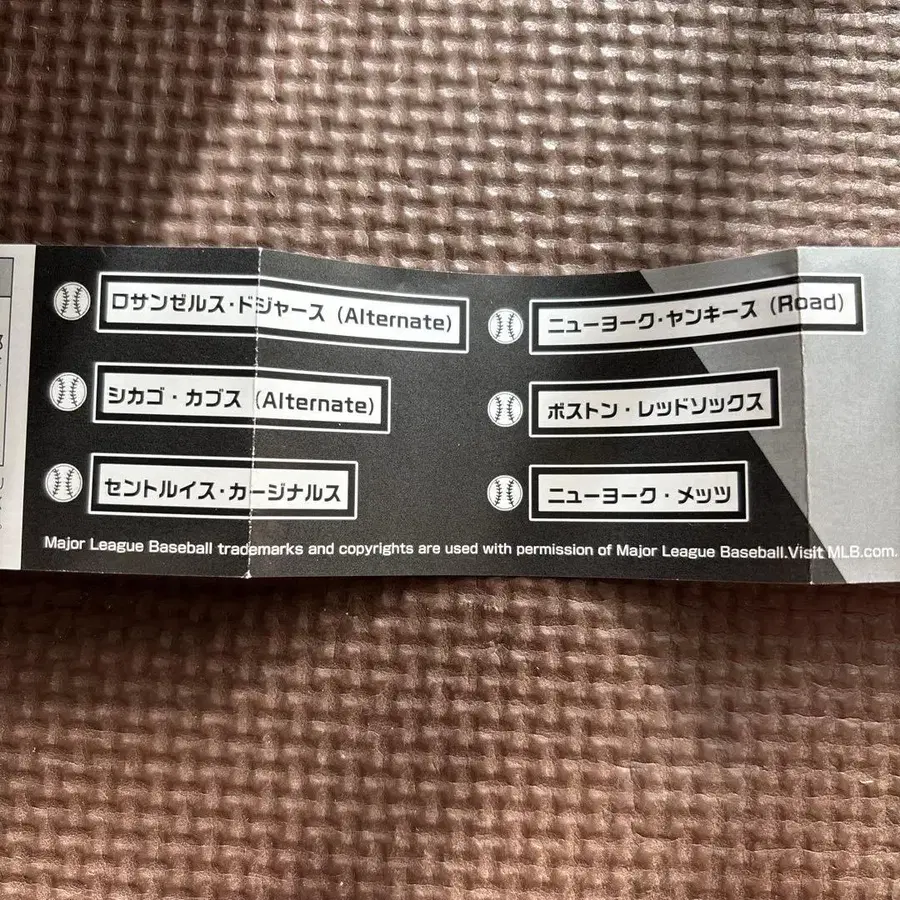 ロサンゼルス・ドジャース (Alternate)
シカゴ・カブス (Alternate)
セントルイス・カージナルス
ニューヨーク・ヤンキース (Road)
ボストン・レッドソックス
ニューヨーク・メッツ
Major League Baseball trademarks and copyrights are used with permission of Major League Baseball.Visit MLB.com.